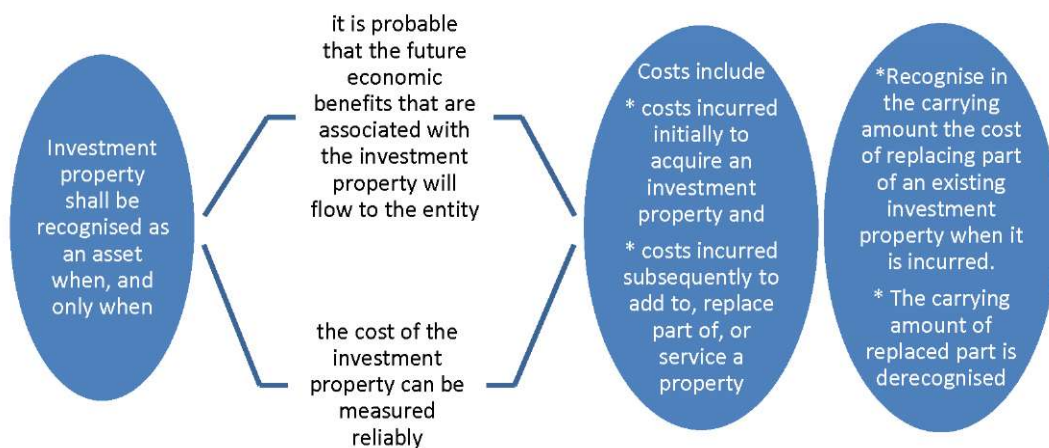 Investment
property
shall be
recognised as
an asset
when, and
only when
it is probable
that the future
economic
benefits that are
associated with
the investment
property will
flow to the entity
the cost of the
investment
property can be
measured
reliably
Costs include
* costs incurred
initially to
acquire an
investment
property and
* costs incurred
subsequently to
add to, replace
part of, or
service a
property
*Recognise in
the carrying
amount the cost
of replacing part
of an existing
investment
property when it
is incurred.
* The carrying
amount of
replaced part is
derecognised